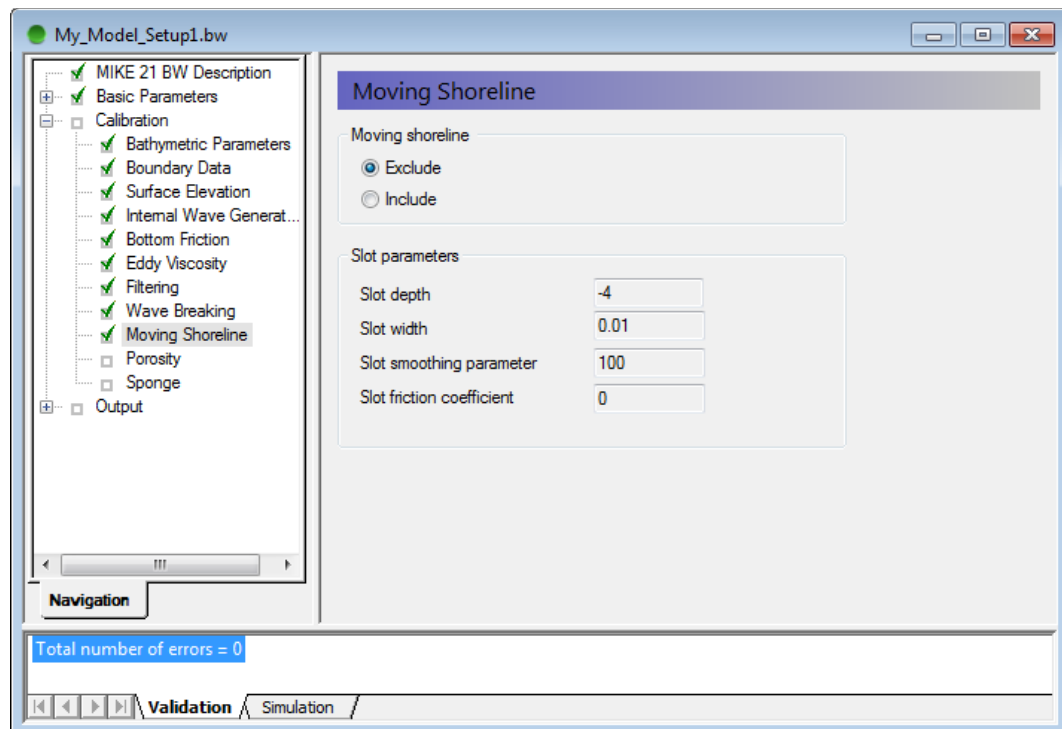 My_Model_Setup1.bw
MIKE 21 BW Description
Basic Parameters
Calibration
Bathymetric Parameters
Boundary Data
Surface Elevation
Internal Wave Generat...
Bottom Friction
Eddy Viscosity
Filtering
Wave Breaking
Moving Shoreline
Porosity
Sponge
Output
Navigation
Moving Shoreline
Moving shoreline
Exclude
Include
Slot parameters
Slot depth -4
Slot width 0.01
Slot smoothing parameter 100
Slot friction coefficient 0
Total number of errors = 0
Validation Simulation